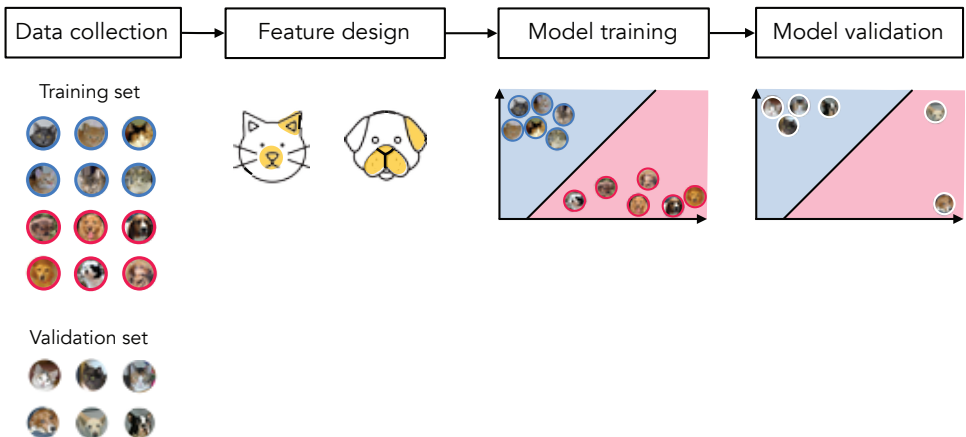 Data collection
Feature design
Model training
Model validation
Training set
Validation set